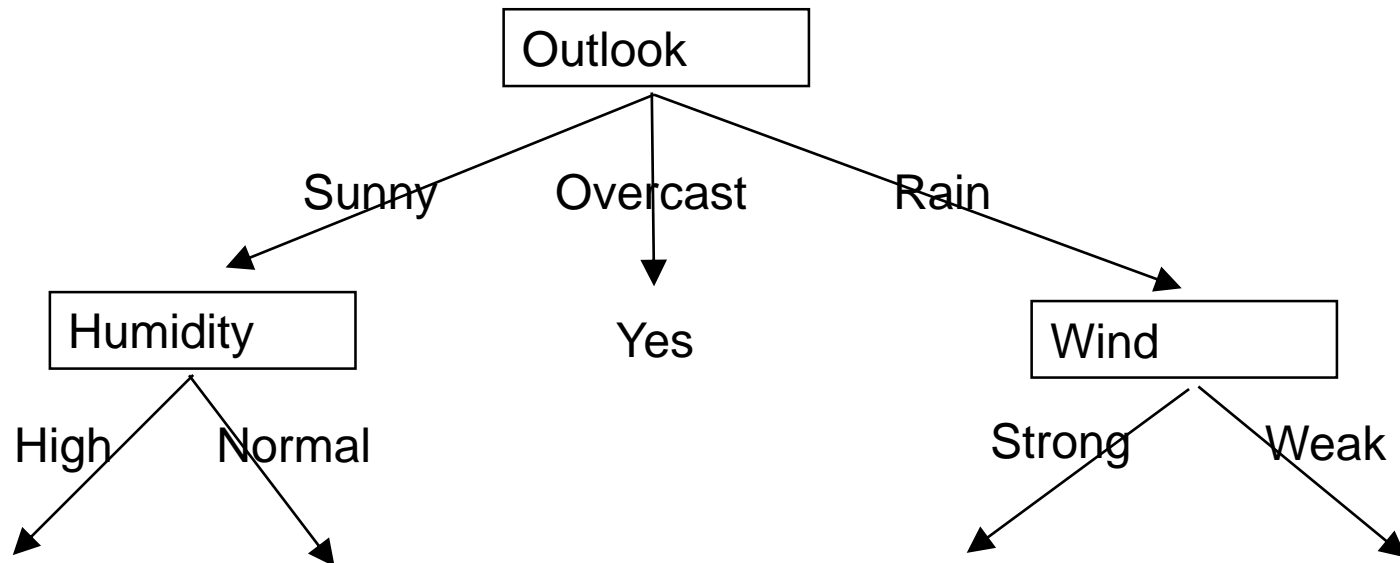 Outlook
Sunny Overcast Rain
Humidity Yes Wind
High Normal Strong Weak